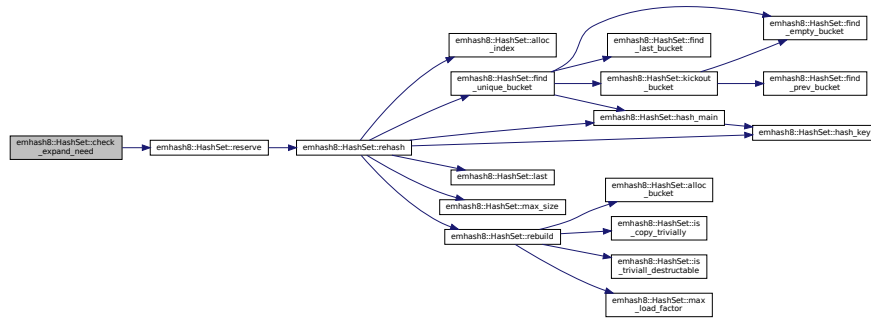 emhash8::HashSet::check
_expand_need
emhash8::HashSet::reserve
emhash8::HashSet::rehash
emhash8::HashSet::alloc
_index
emhash8::HashSet::find
_unique_bucket
emhash8::HashSet::find
_last_bucket
emhash8::HashSet::kickout
_bucket
emhash8::HashSet::find
_empty_bucket
emhash8::HashSet::find
_prev_bucket
emhash8::HashSet::hash_main
emhash8::HashSet::hash_key
emhash8::HashSet::last
emhash8::HashSet::max_size
emhash8::HashSet::rebuild
emhash8::HashSet::alloc
_bucket
emhash8::HashSet::is
_copy_trivially
emhash8::HashSet::is
_triviall_destructable
emhash8::HashSet::max
_load_factor